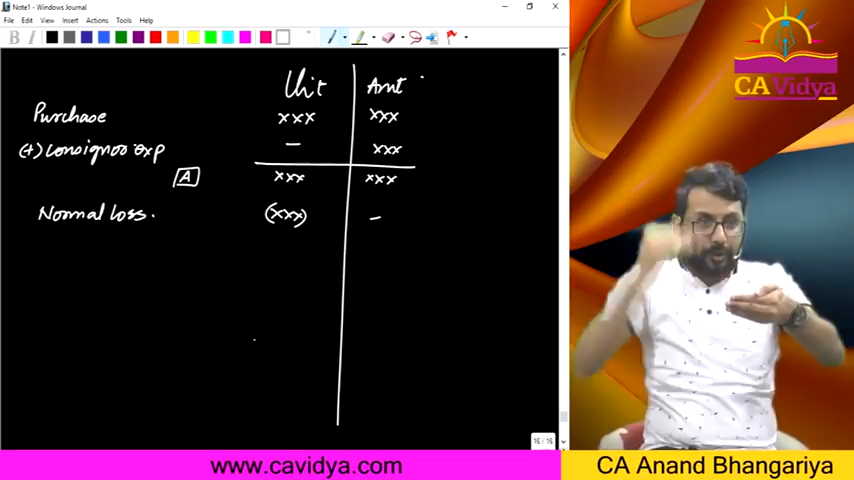 Note1 - Windows Journal
File Edit View Insert Actions Tools Help
B I
Unit Amt
Purchase xxx xxx
(+) Consignor exp - xxx
A xxx xxx
Normal loss. (xxx) -
16 / 16
CA Vidya
www.cavidya.com
CA Anand Bhangariya